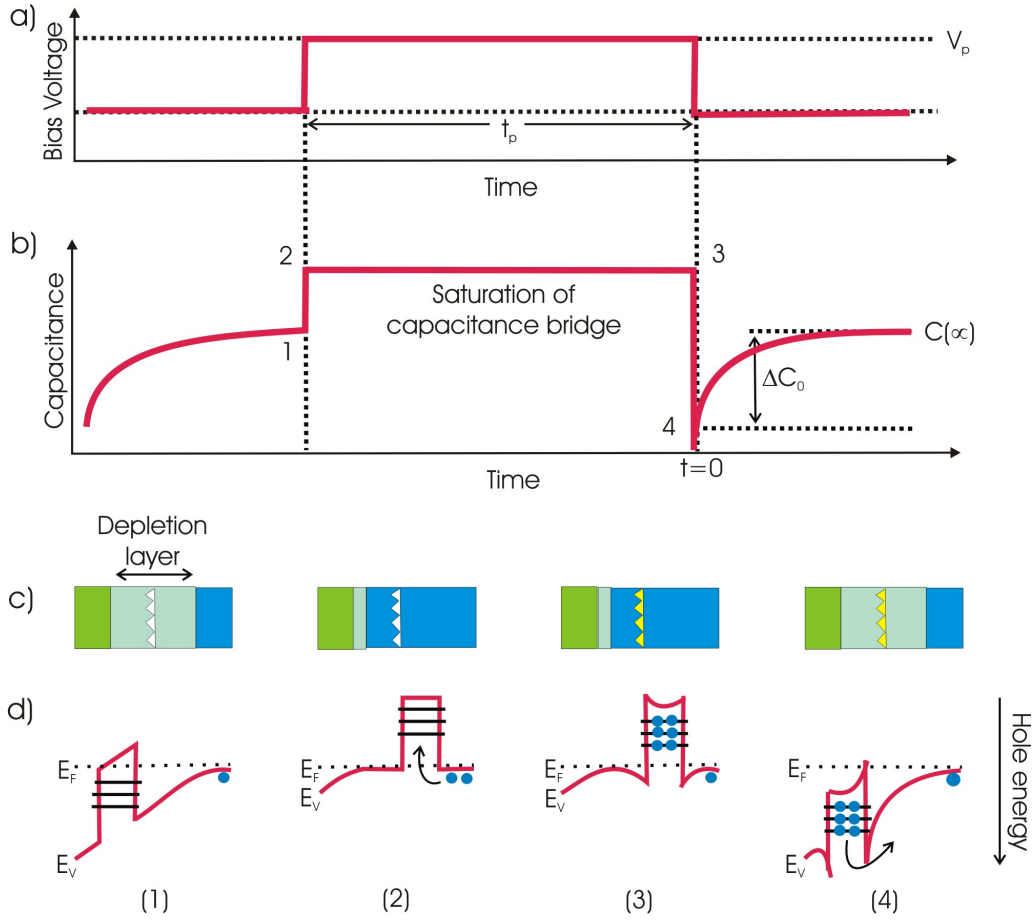 a)
Bias Voltage
V_p
t_p
Time
b)
Capacitance
2
3
1
Saturation of
capacitance bridge
C(∝)
ΔC_0
4
t=0
Time
Depletion
layer
c)
d)
E_F
E_V
E_F
E_V
E_F
E_V
E_F
E_V
Hole energy
(1)
(2)
(3)
(4)